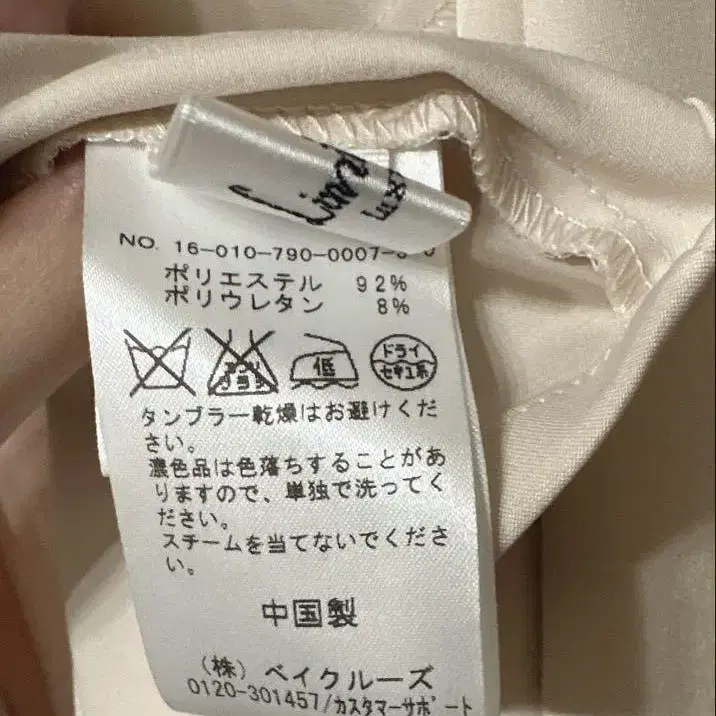 NO. 16-010-790-0007-
ポリエステル 92%
ポリウレタン 8%
低
ドライ
セキユ系
タンブラー乾燥はお避けくだ
さい。
濃色品は色落ちすることがあ
りますので、単独で洗ってく
ださい。
スチームを当てないでくださ
い。
中国製
(株) ベイクルーズ
0120-301457/カスタマーサポート